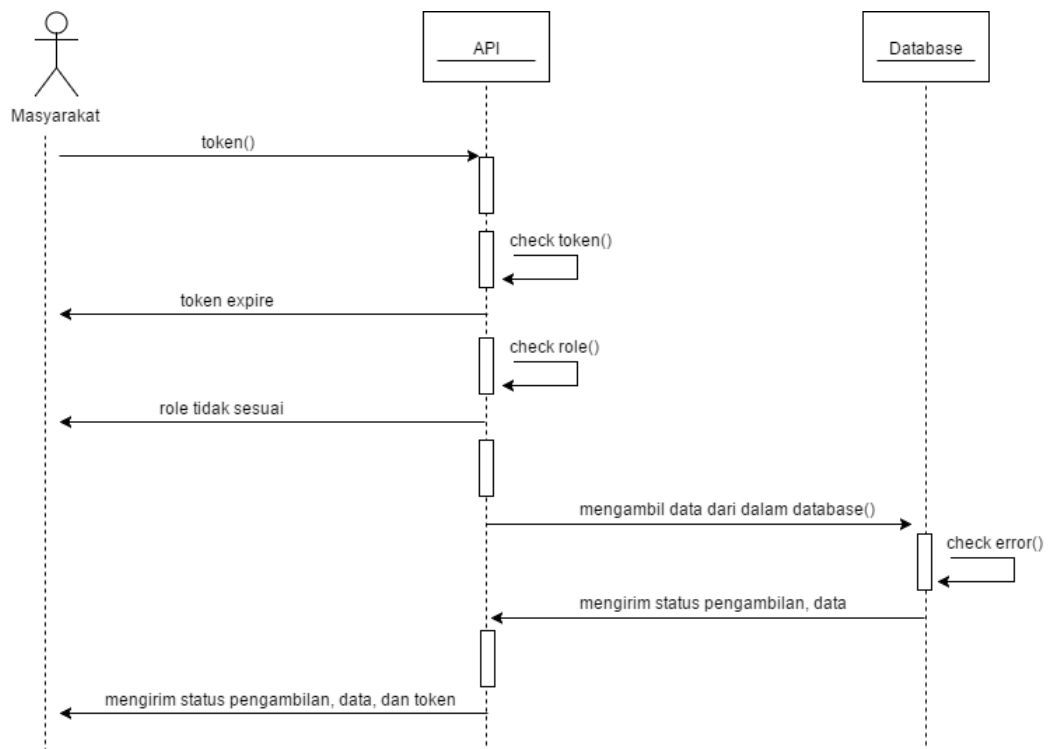 API
Database
Masyarakat
token()
check token()
token expire
check role()
role tidak sesuai
mengambil data dari dalam database()
check error()
mengirim status pengambilan, data
mengirim status pengambilan, data, dan token